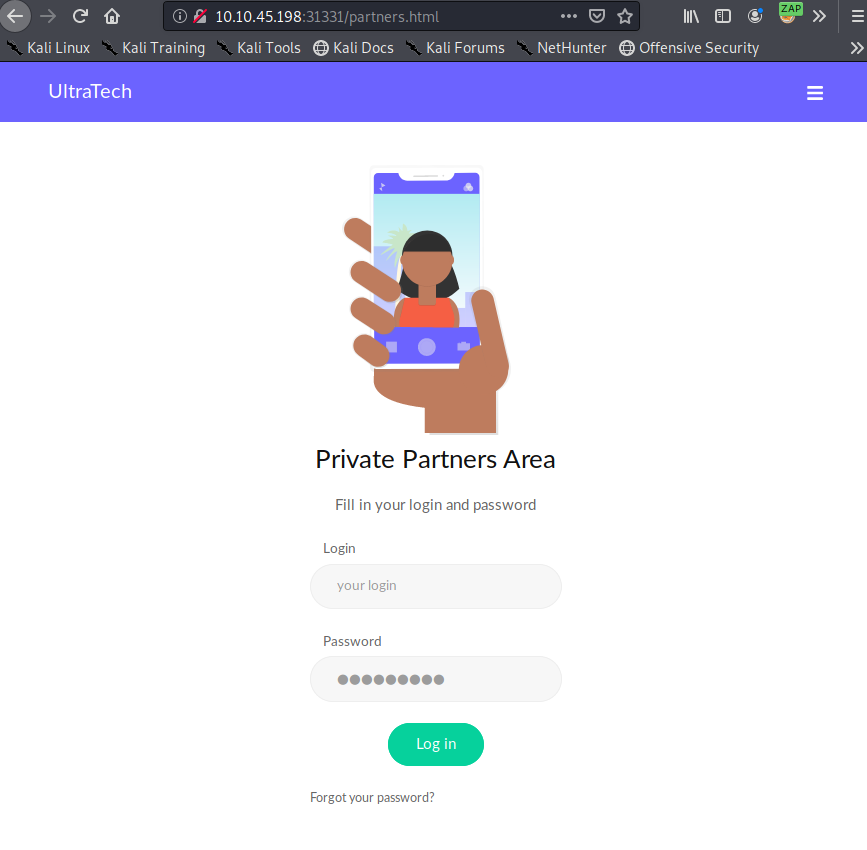 10.10.45.198:31331/partners.html
ZAP
Kali Linux Kali Training Kali Tools Kali Docs Kali Forums NetHunter Offensive Security
UltraTech
Private Partners Area
Fill in your login and password
Login
your login
Password
●●●●●●●●●
Log in
Forgot your password?